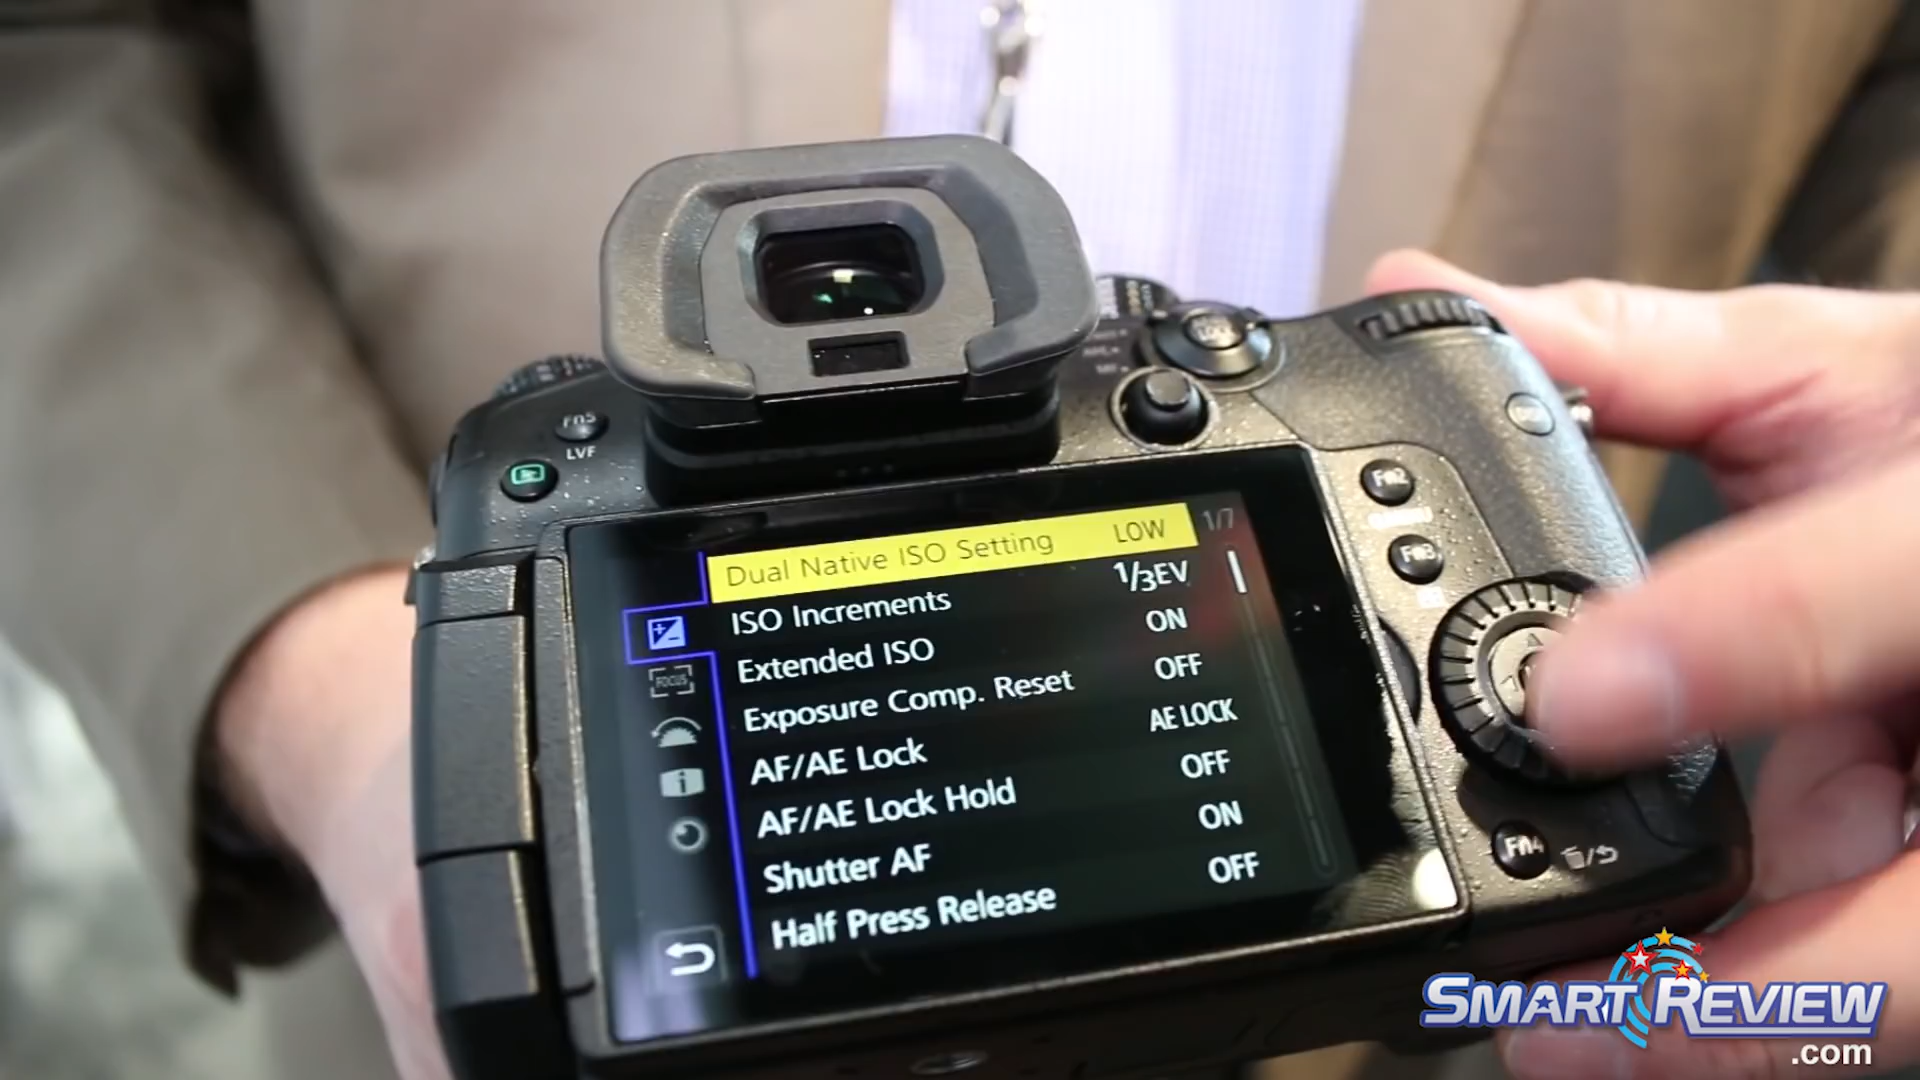 Fn5
LVF
LOCK
Fn2
Fn3
Fn4
Dual Native ISO Setting LOW 1/7
ISO Increments 1/3EV
Extended ISO ON
Exposure Comp. Reset OFF
AF/AE Lock AE LOCK
AF/AE Lock Hold OFF
Shutter AF ON
Half Press Release OFF
FOCUS
SMARTREVIEW
.com